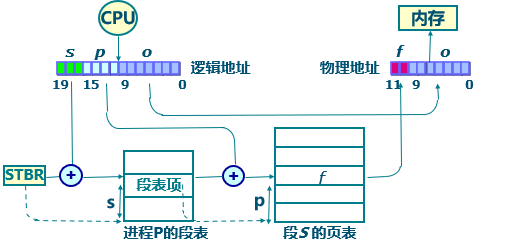 CPU
内存
s p o
f o
逻辑地址
物理地址
19 15 9 0
11 9 0
STBR
+
+
段表项
f
s
p
进程P的段表
段S的页表